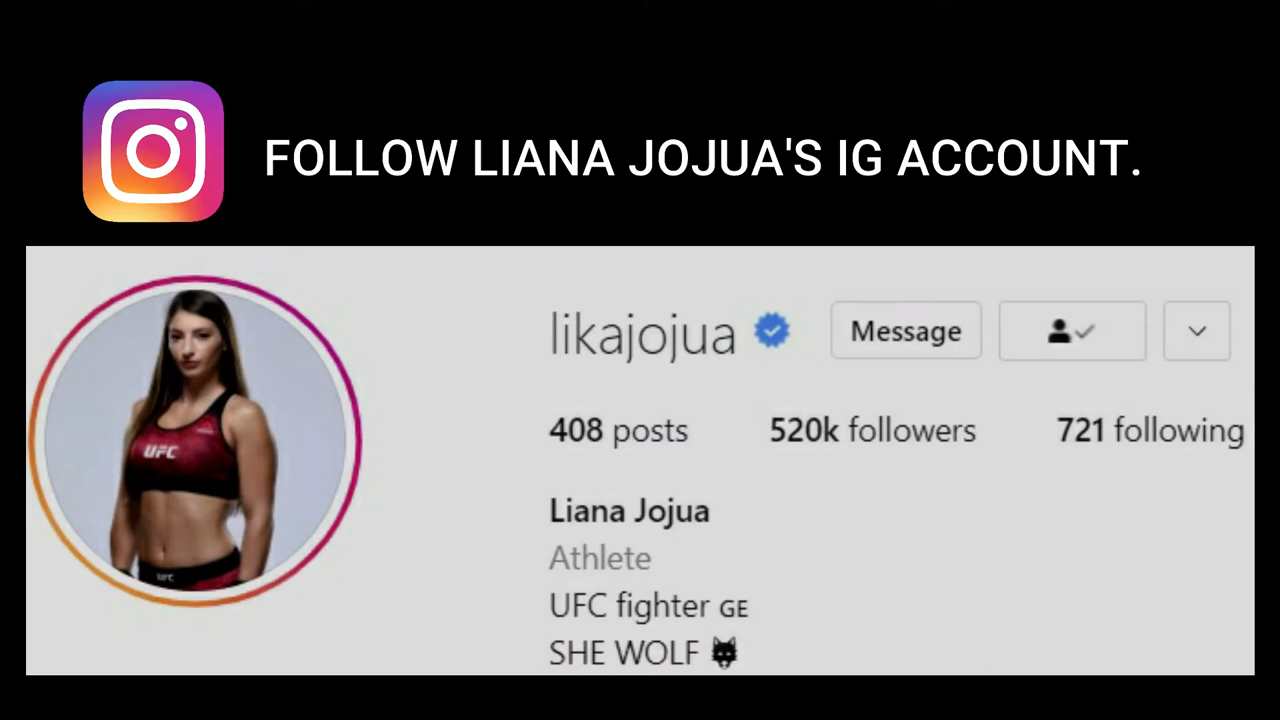 FOLLOW LIANA JOJUA'S IG ACCOUNT.
likajojua Message
408 posts 520k followers 721 following
Liana Jojua
Athlete
UFC fighter GE
SHE WOLF 🐺
UFC
UFC